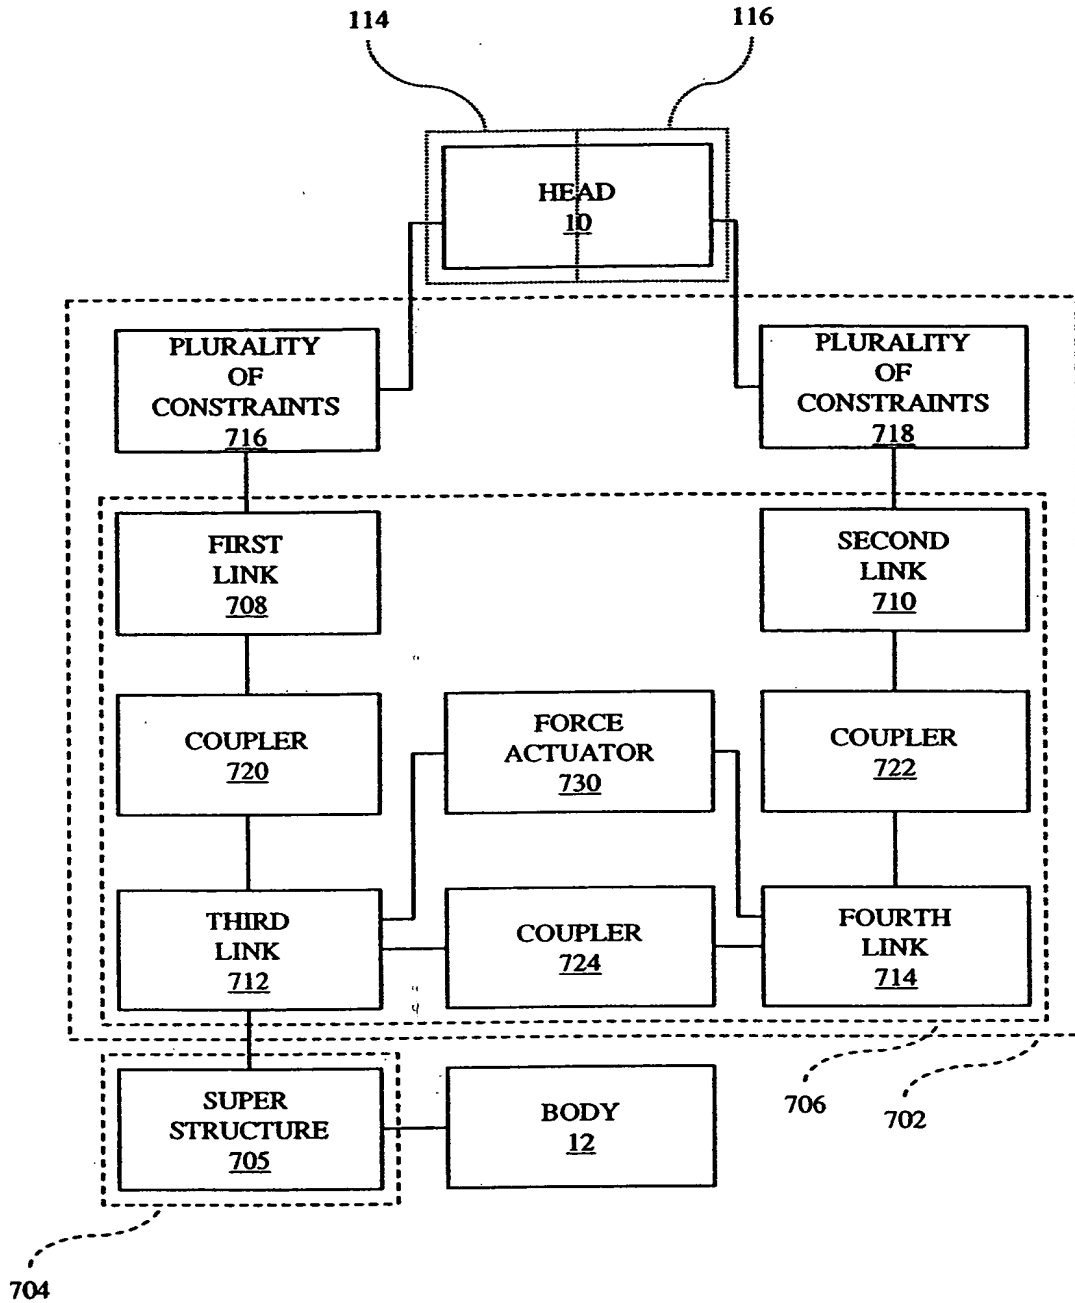 114
116
HEAD
10
PLURALITY
OF
CONSTRAINTS
716
PLURALITY
OF
CONSTRAINTS
718
FIRST
LINK
708
SECOND
LINK
710
COUPLER
720
FORCE
ACTUATOR
730
COUPLER
722
THIRD
LINK
712
COUPLER
724
FOURTH
LINK
714
SUPER
STRUCTURE
705
BODY
12
706
702
704